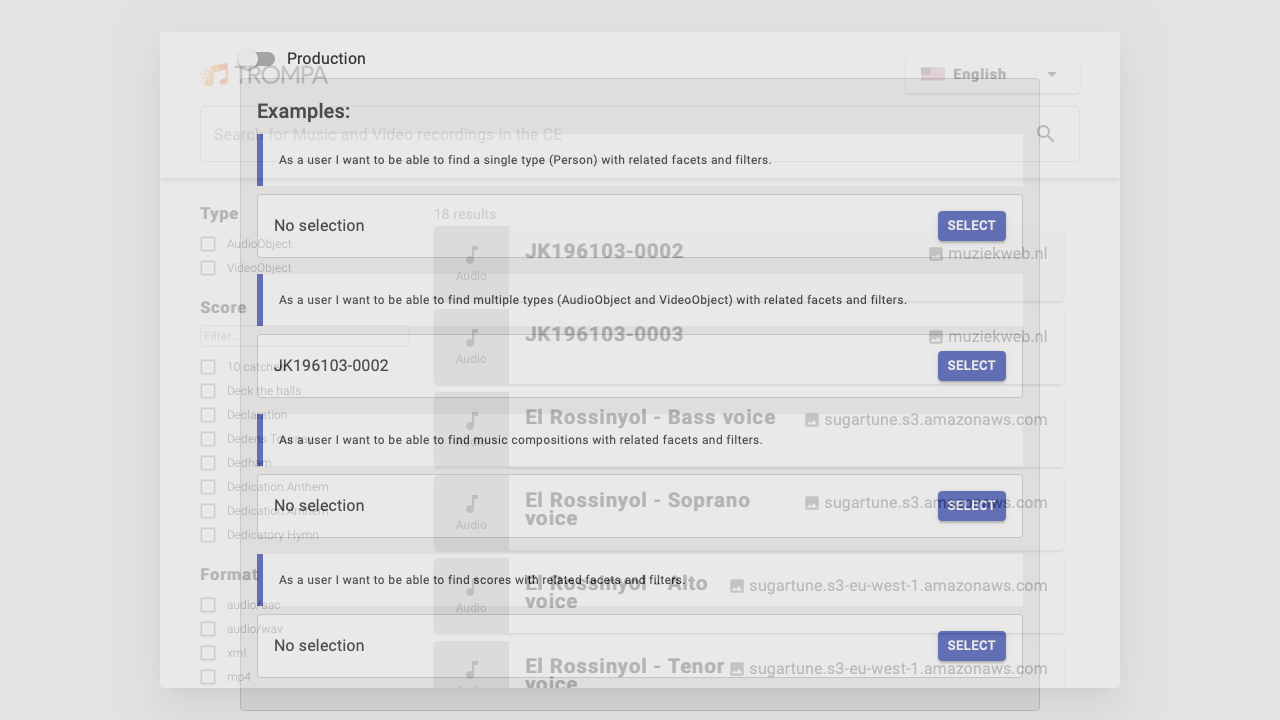 Production
TROMPA
English
Examples:
Search for Music and Video recordings in the CE
As a user I want to be able to find a single type (Person) with related facets and filters.
No selection
SELECT
Type
AudioObject
VideoObject
18 results
JK196103-0002
muziekweb.nl
Audio
As a user I want to be able to find multiple types (AudioObject and VideoObject) with related facets and filters.
Score
Filter...
JK196103-0003
muziekweb.nl
Audio
JK196103-0002
SELECT
10 catch
Deck the halls
Declaration
Dedham
Dedication Anthem
Dedication Anthem
Dedicatory Hymn
El Rossinyol - Bass voice
sugartune.s3.amazonaws.com
As a user I want to be able to find music compositions with related facets and filters.
No selection
SELECT
El Rossinyol - Soprano
voice
sugartune.s3.amazonaws.com
Audio
As a user I want to be able to find scores with related facets and filters.
Format
audio/aac
audio/wav
xml
mp4
El Rossinyol - Alto
voice
sugartune.s3-eu-west-1.amazonaws.com
Audio
No selection
SELECT
El Rossinyol - Tenor
voice
sugartune.s3-eu-west-1.amazonaws.com